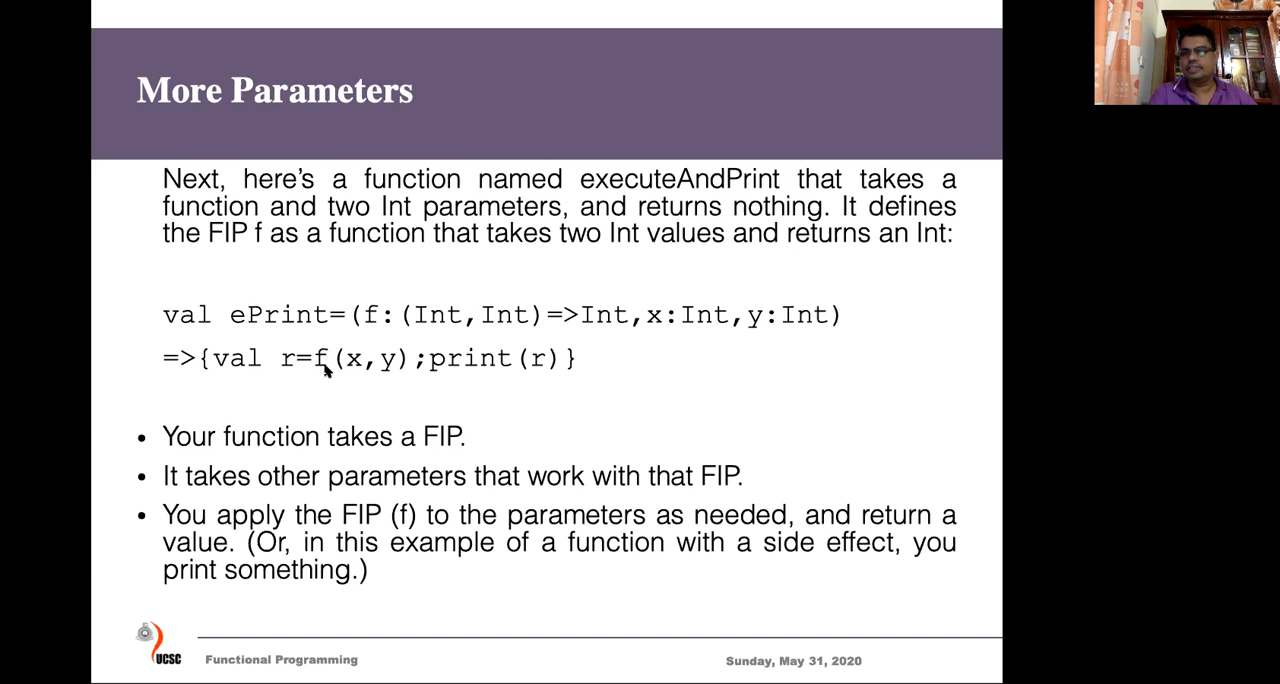 More Parameters
Next, here's a function named executeAndPrint that takes a
function and two Int parameters, and returns nothing. It defines
the FIP f as a function that takes two Int values and returns an Int:
val ePrint=(f:(Int,Int)=>Int,x:Int,y:Int)
=>{val r=f(x,y);print(r)}
• Your function takes a FIP.
• It takes other parameters that work with that FIP.
• You apply the FIP (f) to the parameters as needed, and return a
value. (Or, in this example of a function with a side effect, you
print something.)
UCSC
Functional Programming
Sunday, May 31, 2020